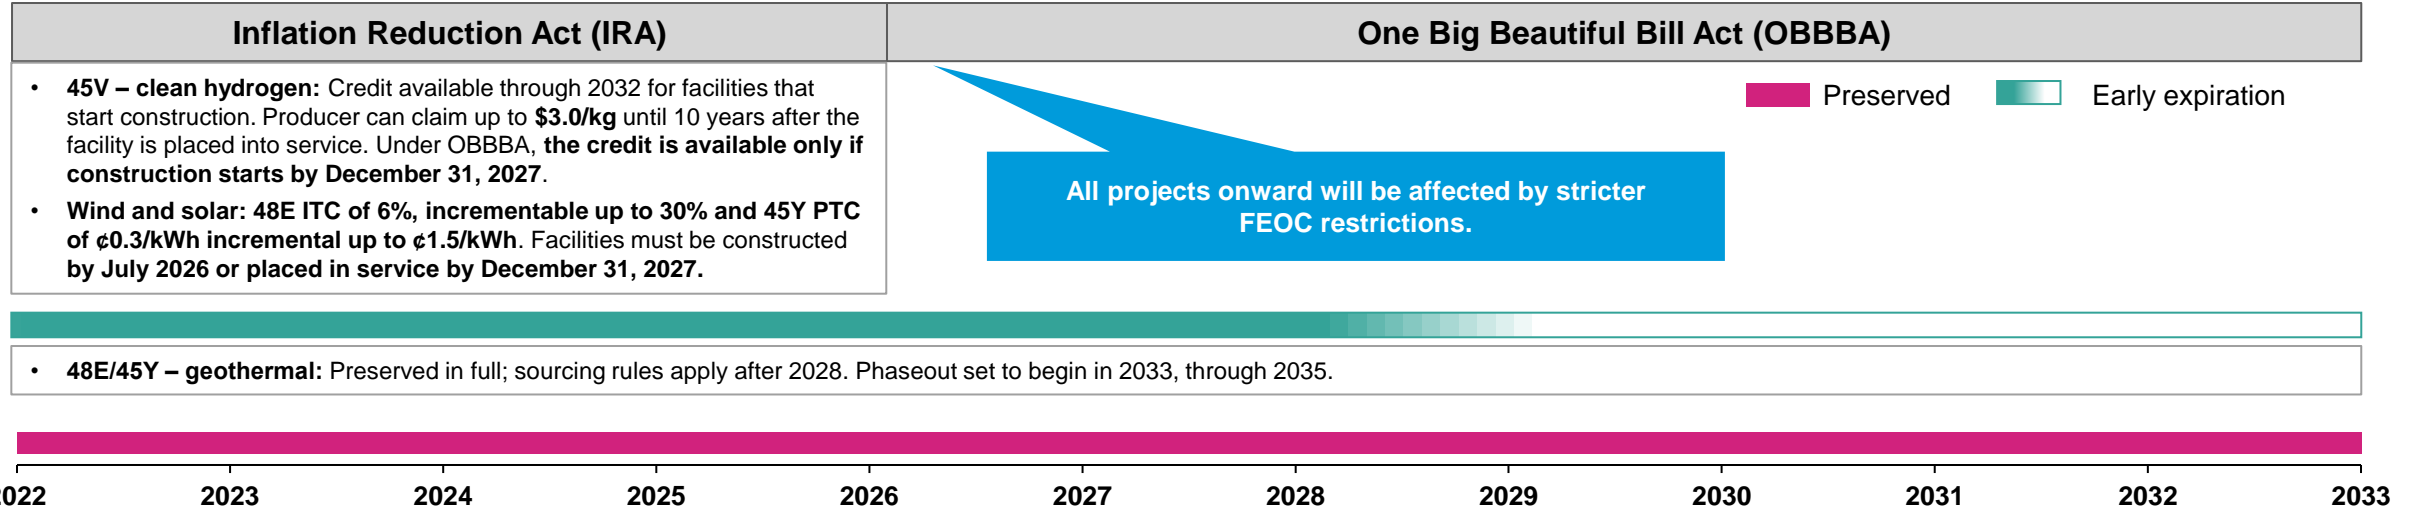 Inflation Reduction Act (IRA)
One Big Beautiful Bill Act (OBBBA)
• 45V – clean hydrogen: Credit available through 2032 for facilities that
start construction. Producer can claim up to $3.0/kg until 10 years after the
facility is placed into service. Under OBBBA, the credit is available only if
construction starts by December 31, 2027.
• Wind and solar: 48E ITC of 6%, incrementable up to 30% and 45Y PTC
of ¢0.3/kWh incremental up to ¢1.5/kWh. Facilities must be constructed
by July 2026 or placed in service by December 31, 2027.
Preserved
Early expiration
All projects onward will be affected by stricter
FEOC restrictions.
• 48E/45Y – geothermal: Preserved in full; sourcing rules apply after 2028. Phaseout set to begin in 2033, through 2035.
2022 2023 2024 2025 2026 2027 2028 2029 2030 2031 2032 2033